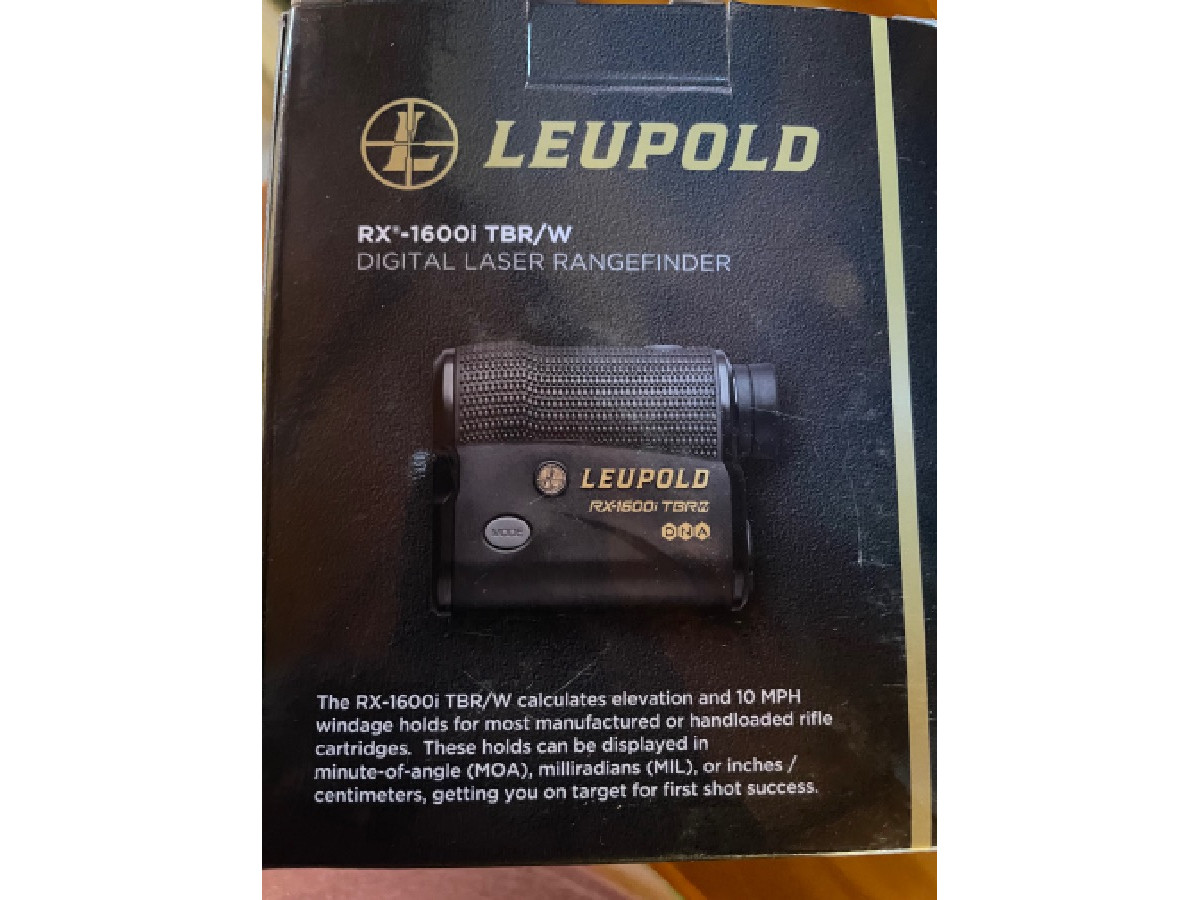 LEUPOLD
RX®-1600i TBR/W
DIGITAL LASER RANGEFINDER
LEUPOLD
RX-1600i TBR/W
DNA
MODE
The RX-1600i TBR/W calculates elevation and 10 MPH
windage holds for most manufactured or handloaded rifle
cartridges. These holds can be displayed in
minute-of-angle (MOA), milliradians (MIL), or inches /
centimeters, getting you on target for first shot success.